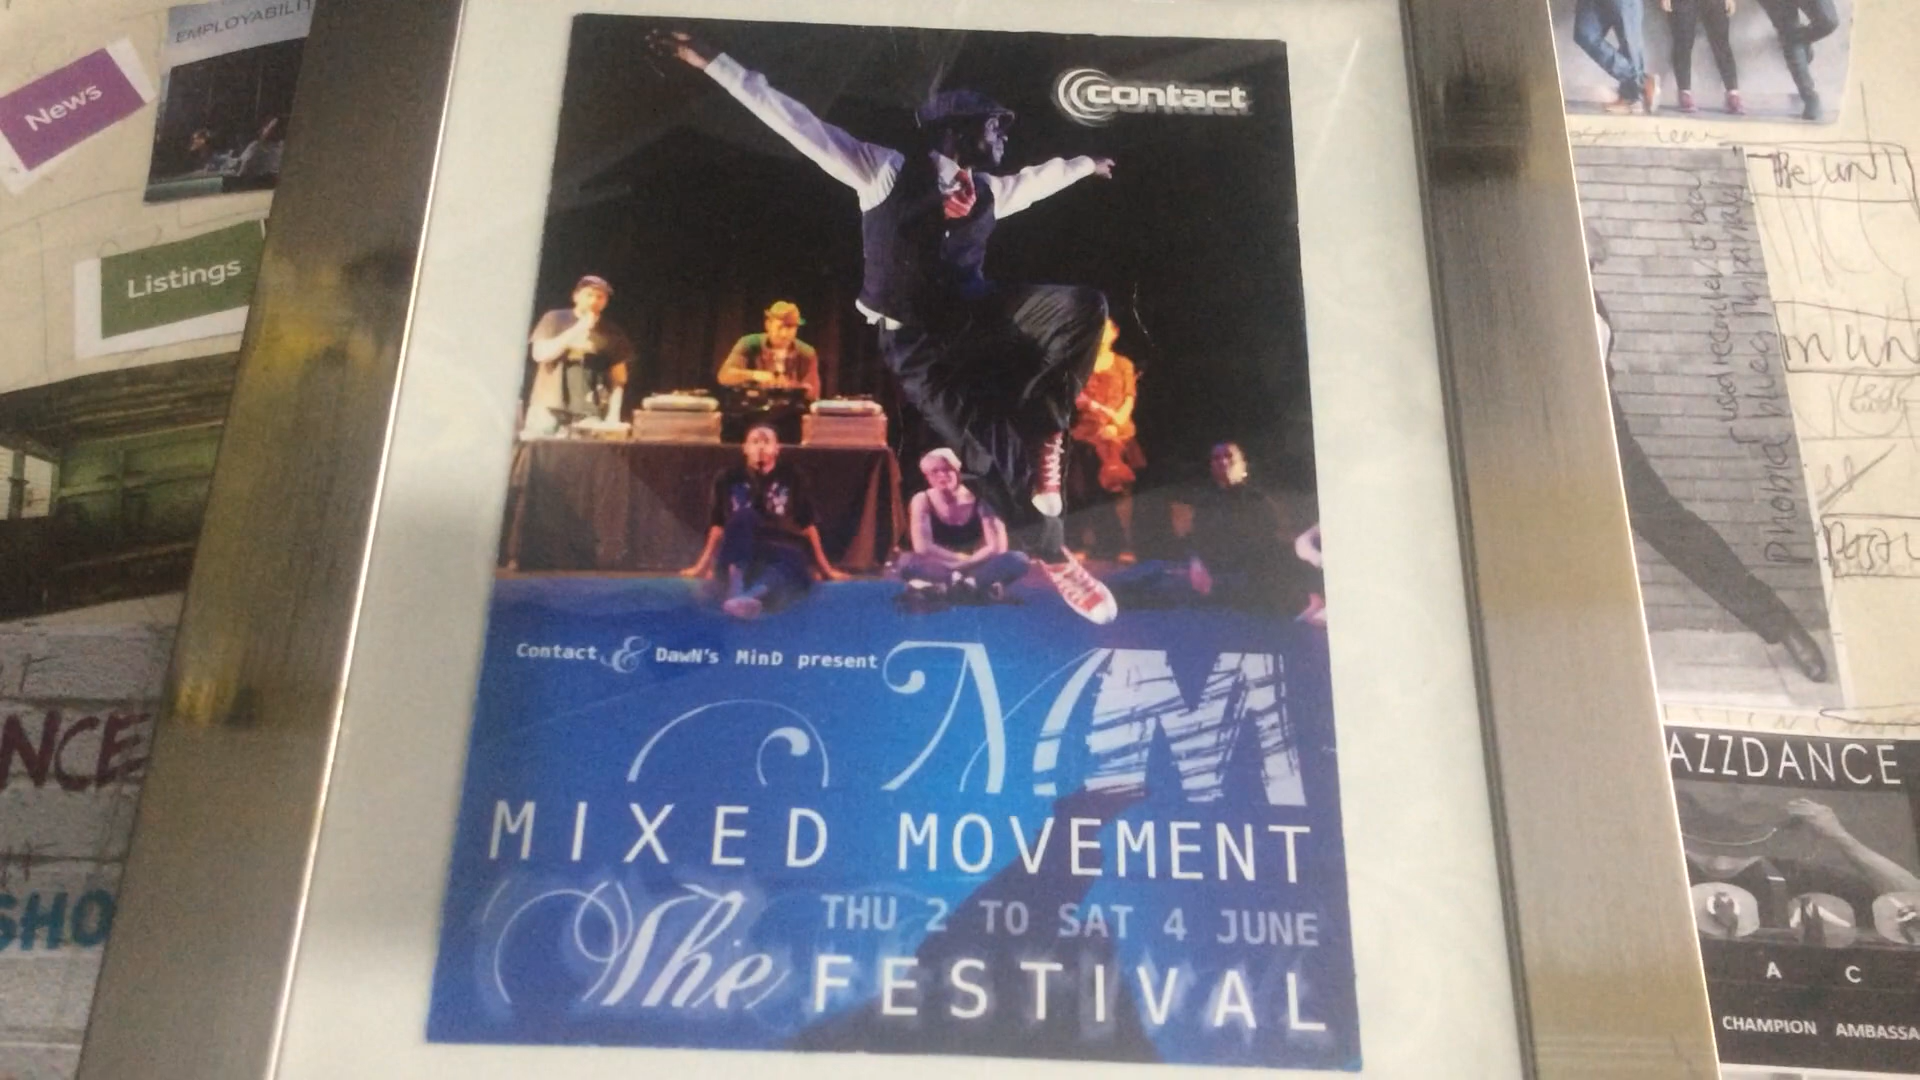 EMPLOYABILIT
News
Listings
NCE
SHO
contact
Contact & DawN's MinD present
MM
MIXED MOVEMENT
THU 2 TO SAT 4 JUNE
The FESTIVAL
AZZDANCE
A C
CHAMPION AMBASSA